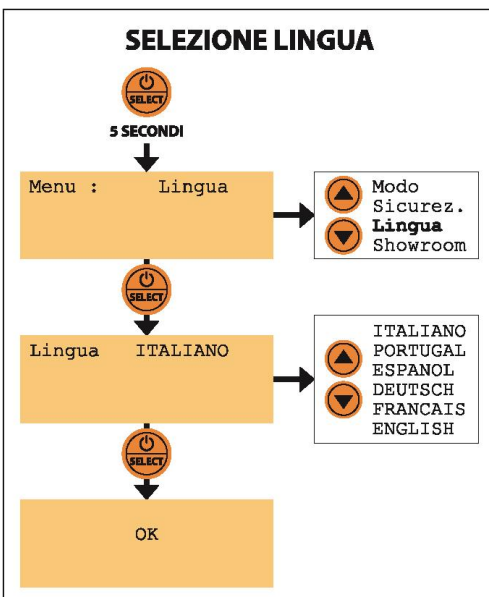 SELEZIONE LINGUA
SELECT
5 SECONDI
Menu : Lingua
Modo
Sicurez.
Lingua
Showroom
SELECT
Lingua ITALIANO
ITALIANO
PORTUGAL
ESPANOL
DEUTSCH
FRANCAIS
ENGLISH
SELECT
OK